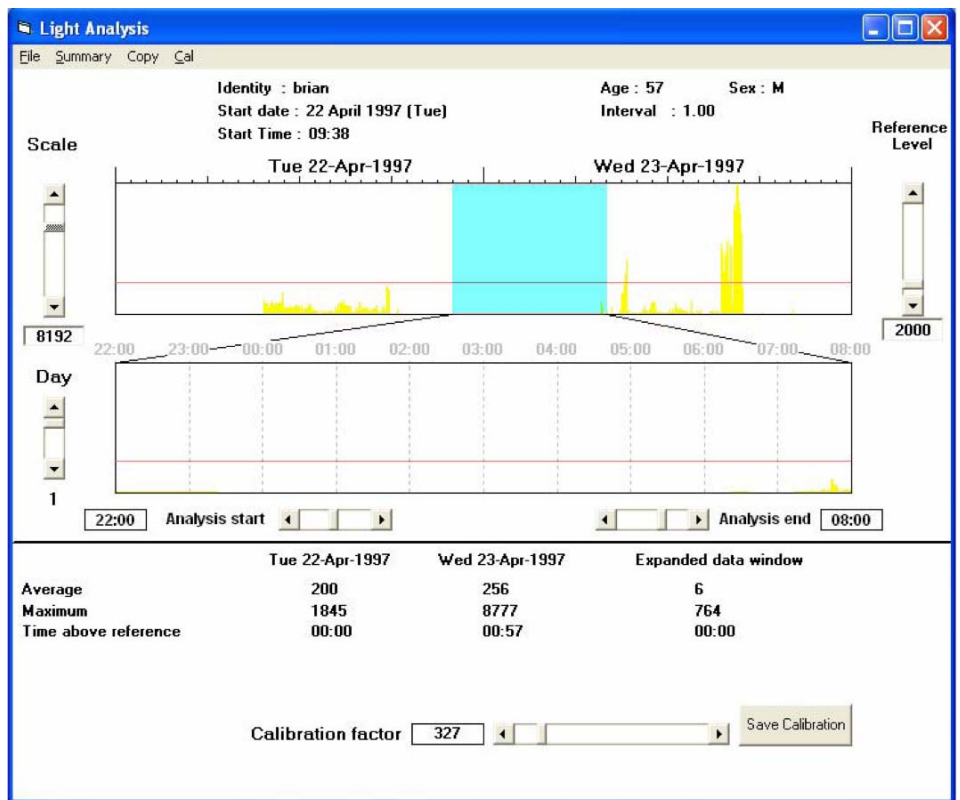 Light Analysis
File Summary Copy Cal
Identity : brian Age : 57 Sex : M
Start date : 22 April 1997 (Tue) Interval : 1.00
Start Time : 09:38
Scale
Reference
Level
Tue 22-Apr-1997 Wed 23-Apr-1997
8192
2000
22:00 23:00 00:00 01:00 02:00 03:00 04:00 05:00 06:00 07:00 08:00
Day
1
22:00 Analysis start Analysis end 08:00
Tue 22-Apr-1997 Wed 23-Apr-1997 Expanded data window
Average 200 256 6
Maximum 1845 8777 764
Time above reference 00:00 00:57 00:00
Calibration factor 327 Save Calibration